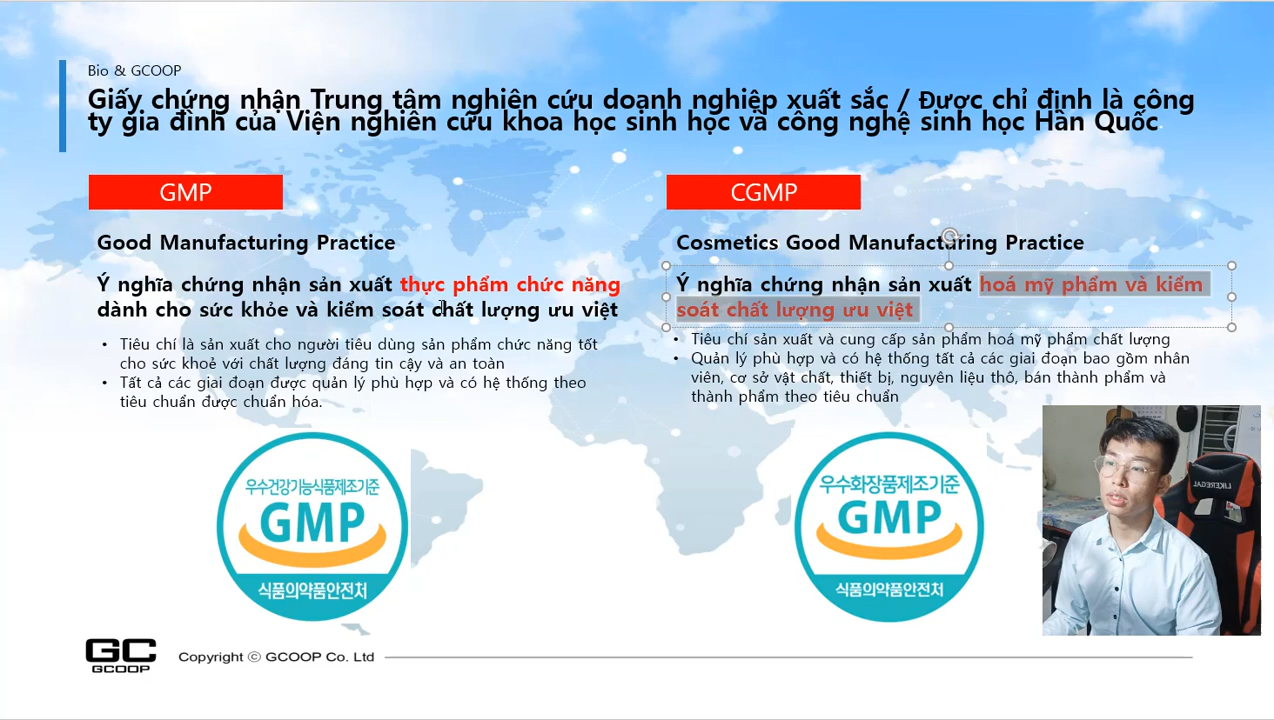 Bio & GCOOP
Giấy chứng nhận Trung tâm nghiên cứu doanh nghiệp xuất sắc / Được chỉ định là công
ty gia đình của Viện nghiên cứu khoa học sinh học và công nghệ sinh học Hàn Quốc
GMP
Good Manufacturing Practice
Ý nghĩa chứng nhận sản xuất thực phẩm chức năng
dành cho sức khỏe và kiểm soát chất lượng ưu việt
• Tiêu chí là sản xuất cho người tiêu dùng sản phẩm chức năng tốt
cho sức khoẻ với chất lượng đáng tin cậy và an toàn
• Tất cả các giai đoạn được quản lý phù hợp và có hệ thống theo
tiêu chuẩn được chuẩn hóa.
우수건강기능식품제조기준
GMP
식품의약품안전처
CGMP
Cosmetics Good Manufacturing Practice
Ý nghĩa chứng nhận sản xuất hoá mỹ phẩm và kiểm
soát chất lượng ưu việt
• Tiêu chí sản xuất và cung cấp sản phẩm hoá mỹ phẩm chất lượng
• Quản lý phù hợp và có hệ thống tất cả các giai đoạn bao gồm nhân
viên, cơ sở vật chất, thiết bị, nguyên liệu thô, bán thành phẩm và
thành phẩm theo tiêu chuẩn
우수화장품제조기준
GMP
식품의약품안전처
LIKEREGAL
GC
GCOOP
Copyright ⓒ GCOOP Co. Ltd